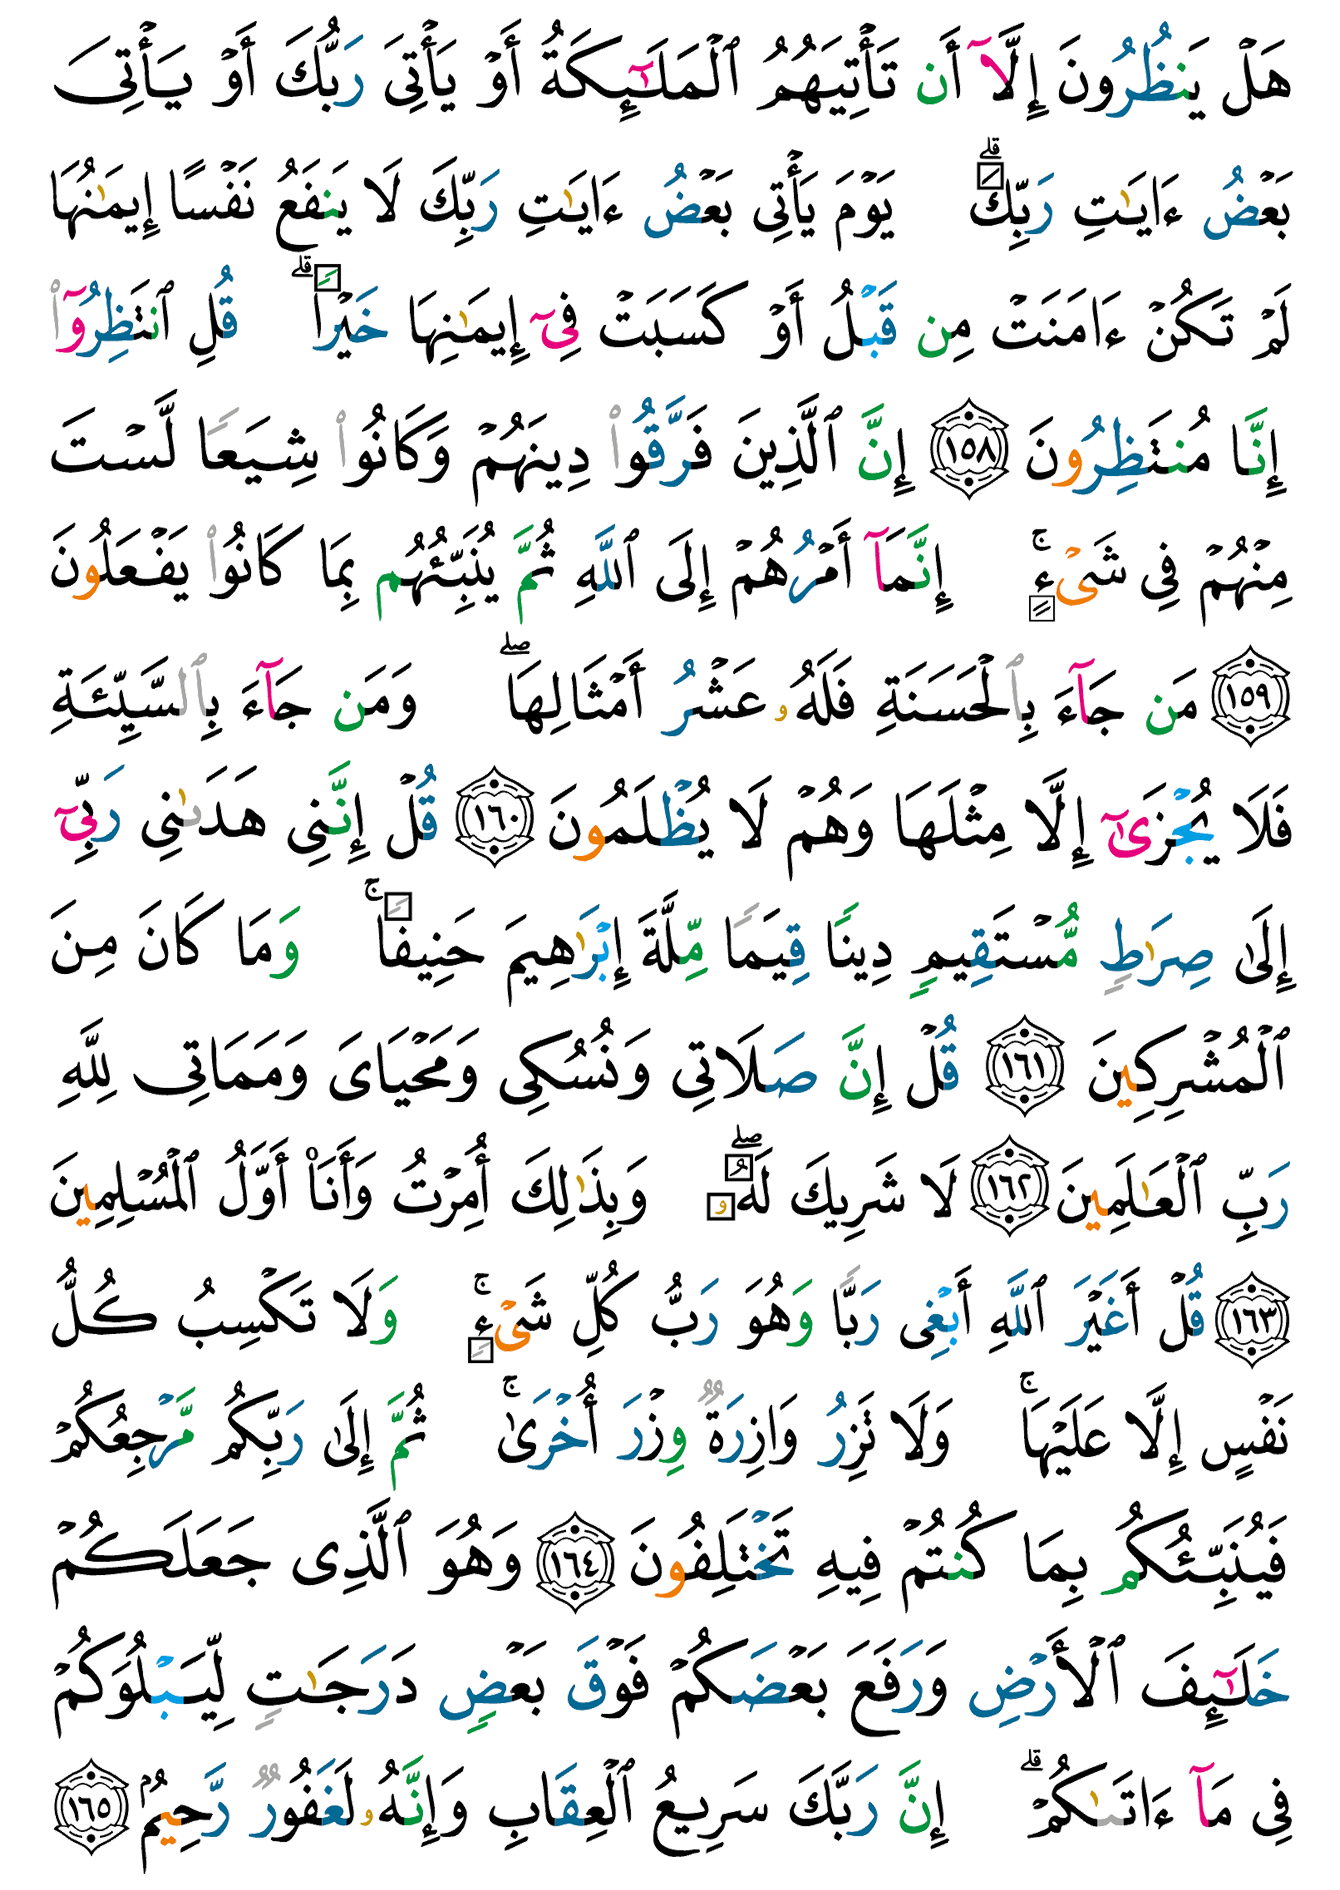 هَلۡ يَنظُرُونَ إِلَّآ أَن تَأۡتِيَهُمُ ٱلۡمَلَـٰٓئِكَةُ أَوۡ يَأۡتِىَ رَبُّكَ أَوۡ يَأۡتِىَ
بَعۡضُ ءَايَـٰتِ رَبِّكَۗ يَوۡمَ يَأۡتِى بَعۡضُ ءَايَـٰتِ رَبِّكَ لَا يَنفَعُ نَفۡسًا إِيمَـٰنُهَا
لَمۡ تَكُنۡ ءَامَنَتۡ مِن قَبۡلُ أَوۡ كَسَبَتۡ فِىٓ إِيمَـٰنِهَا خَيۡرًاۗ قُلِ ٱنتَظِرُوٓا۟
إِنَّا مُنتَظِرُونَ ١٥٨ إِنَّ ٱلَّذِينَ فَرَّقُوا۟ دِينَهُمۡ وَكَانُوا۟ شِيَعًا لَّسۡتَ
مِنۡهُمۡ فِى شَىۡءٍۚ إِنَّمَآ أَمۡرُهُمۡ إِلَى ٱللَّهِ ثُمَّ يُنَبِّئُهُم بِمَا كَانُوا۟ يَفۡعَلُونَ
١٥٩ مَن جَآءَ بِٱلۡحَسَنَةِ فَلَهُۥ عَشۡرُ أَمۡثَالِهَاۖ وَمَن جَآءَ بِٱلسَّيِّئَةِ
فَلَا يُجۡزَىٰٓ إِلَّا مِثۡلَهَا وَهُمۡ لَا يُظۡلَمُونَ ١٦٠ قُلۡ إِنَّنِى هَدَىٰنِى رَبِّىٓ
إِلَىٰ صِرَٰطٍ مُّسۡتَقِيمٍ دِينًا قِيَمًا مِّلَّةَ إِبۡرَٰهِيمَ حَنِيفًاۚ وَمَا كَانَ مِنَ
ٱلۡمُشۡرِكِينَ ١٦١ قُلۡ إِنَّ صَلَاتِى وَنُسُكِى وَمَحۡيَاىَ وَمَمَاتِى لِلَّهِ
رَبِّ ٱلۡعَـٰلَمِينَ ١٦٢ لَا شَرِيكَ لَهُۥۖ وَبِذَٰلِكَ أُمِرۡتُ وَأَنَا۠ أَوَّلُ ٱلۡمُسۡلِمِينَ
١٦٣ قُلۡ أَغَيۡرَ ٱللَّهِ أَبۡغِى رَبًّا وَهُوَ رَبُّ كُلِّ شَىۡءٍۚ وَلَا تَكۡسِبُ كُلُّ
نَفۡسٍ إِلَّا عَلَيۡهَاۚ وَلَا تَزِرُ وَازِرَةٌ وِزۡرَ أُخۡرَىٰۚ ثُمَّ إِلَىٰ رَبِّكُم مَّرۡجِعُكُمۡ
فَيُنَبِّئُكُم بِمَا كُنتُمۡ فِيهِ تَخۡتَلِفُونَ ١٦٤ وَهُوَ ٱلَّذِى جَعَلَكُمۡ
خَلَـٰٓئِفَ ٱلۡأَرۡضِ وَرَفَعَ بَعۡضَكُمۡ فَوۡقَ بَعۡضٍ دَرَجَـٰتٍ لِّيَبۡلُوَكُمۡ
فِى مَآ ءَاتَىٰكُمۡۗ إِنَّ رَبَّكَ سَرِيعُ ٱلۡعِقَابِ وَإِنَّهُۥ لَغَفُورٌ رَّحِيمُۢ ١٦٥